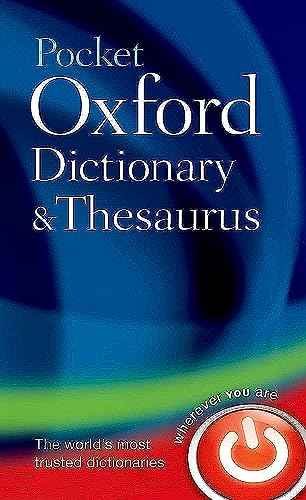 Pocket
Oxford
Dictionary
& Thesaurus
wherever YOU are
The world's most
trusted dictionaries